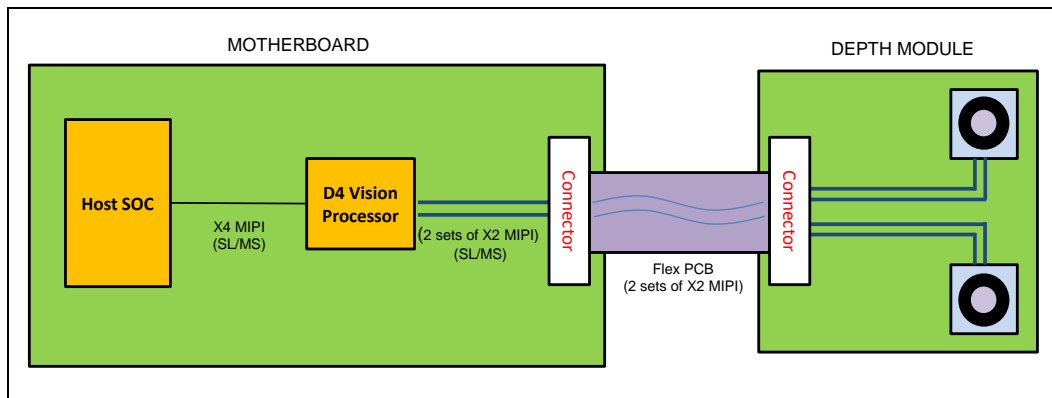 MOTHERBOARD
DEPTH MODULE
Host SOC
X4 MIPI
(SL/MS)
D4 Vision
Processor
(2 sets of X2 MIPI)
(SL/MS)
Connector
Flex PCB
(2 sets of X2 MIPI)
Connector